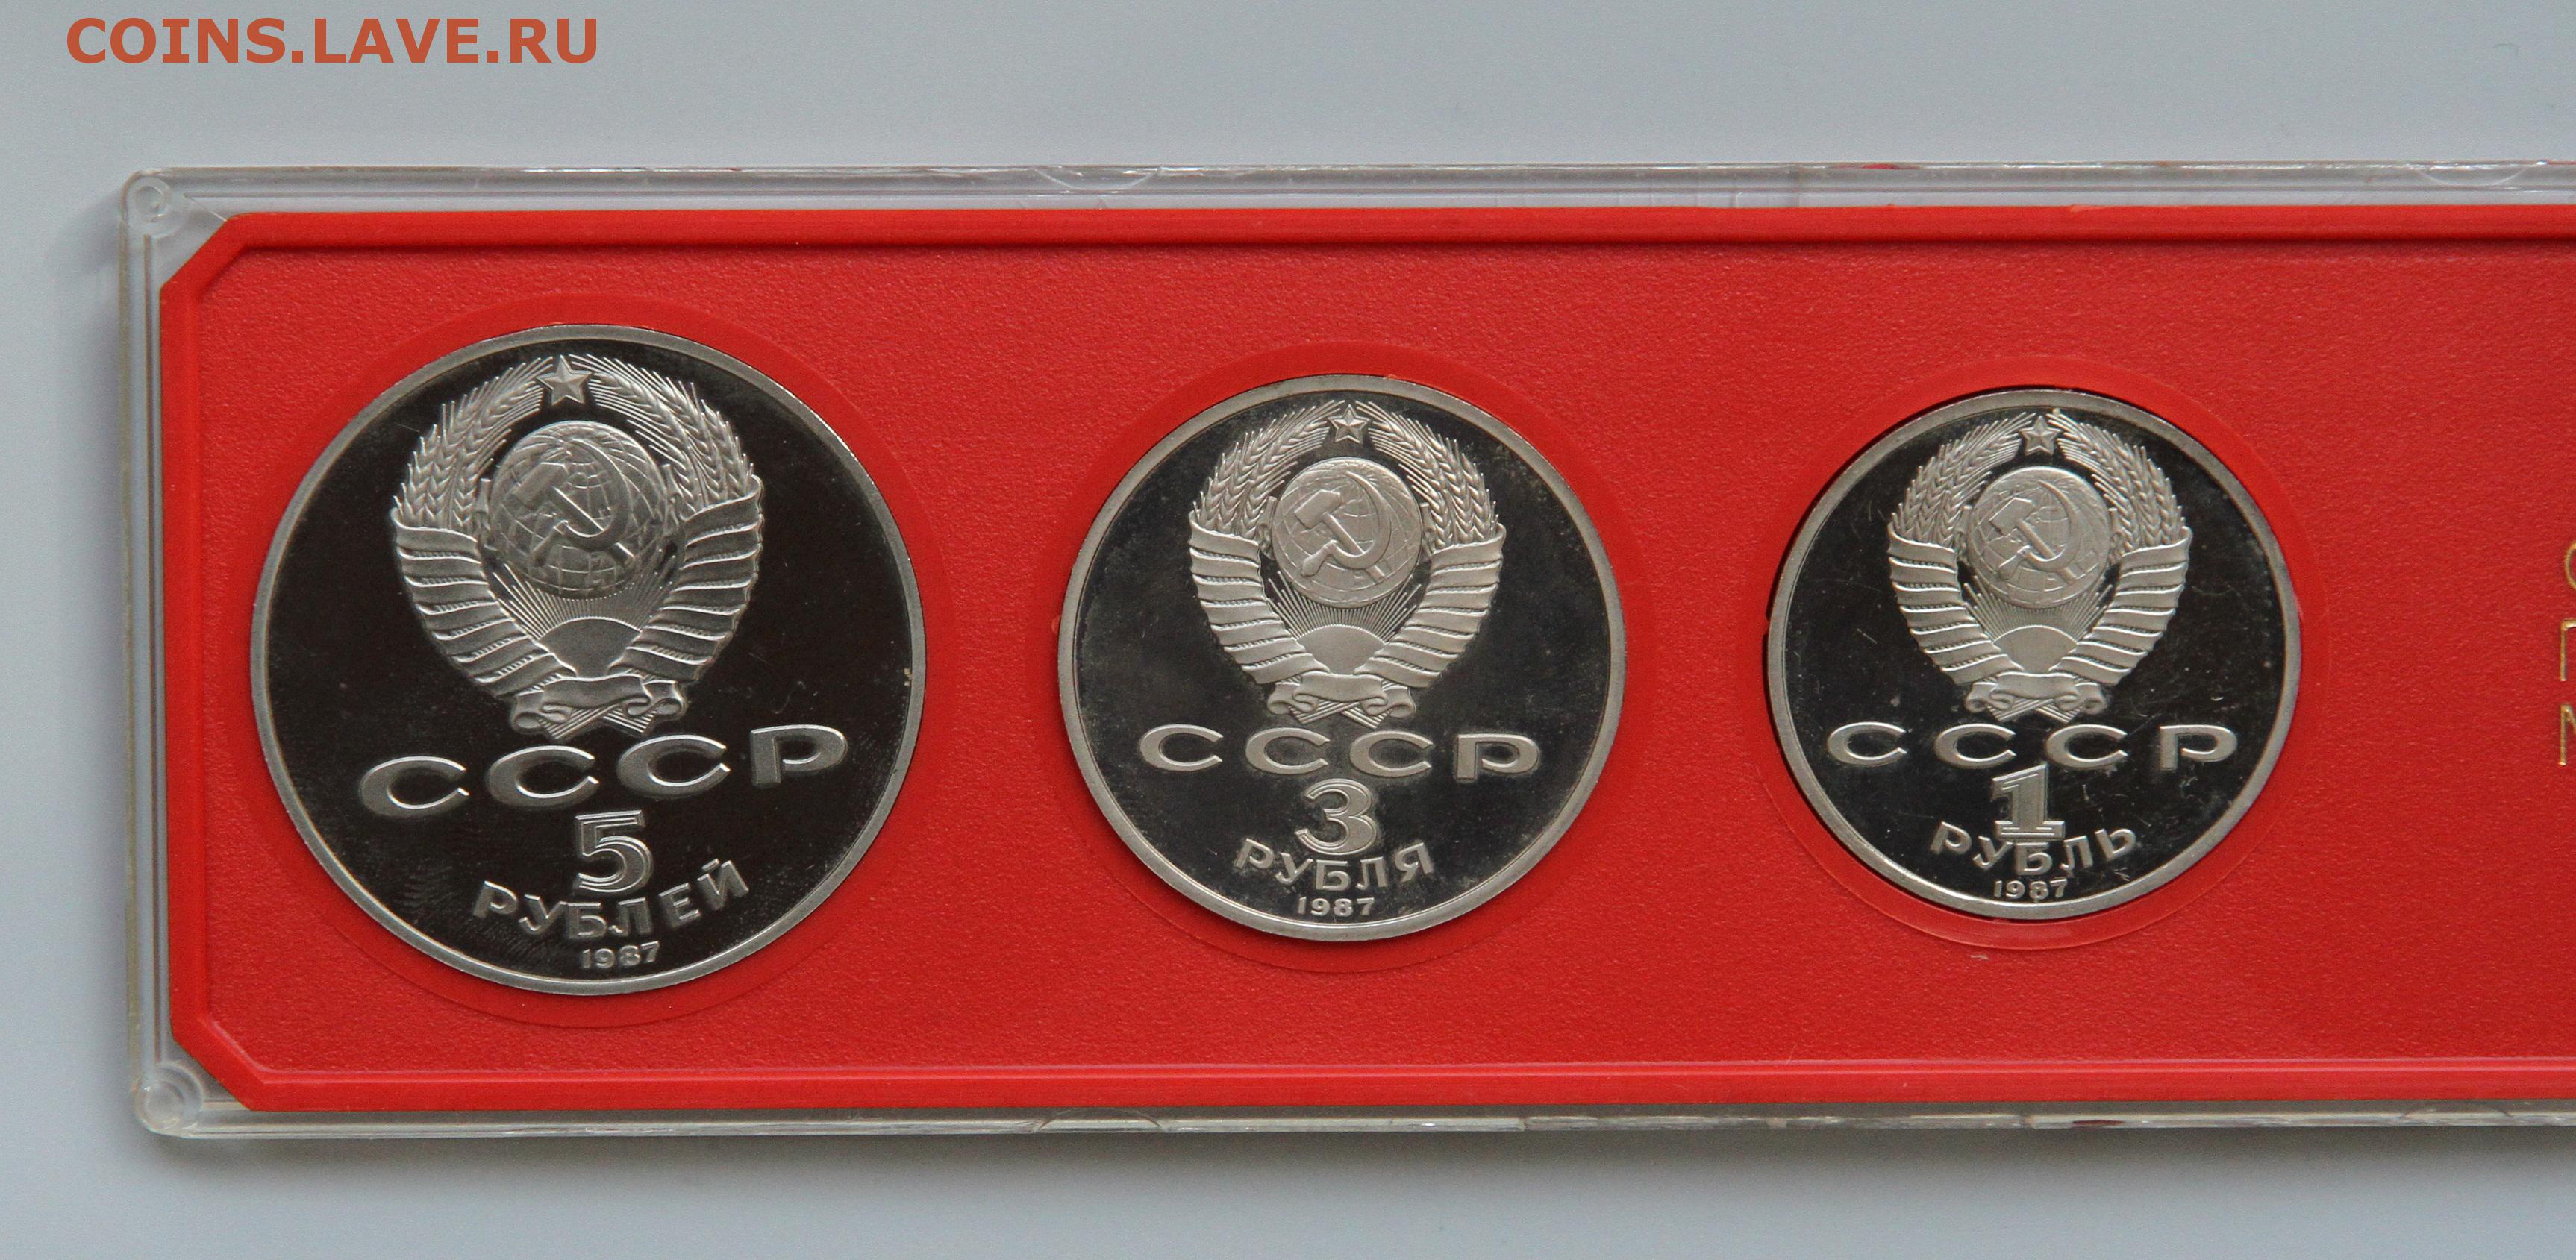 COINS.LAVE.RU
СССР
5
РУБЛЕЙ
1987
СССР
3
РУБЛЯ
1987
СССР
1
РУБЛЬ
1987